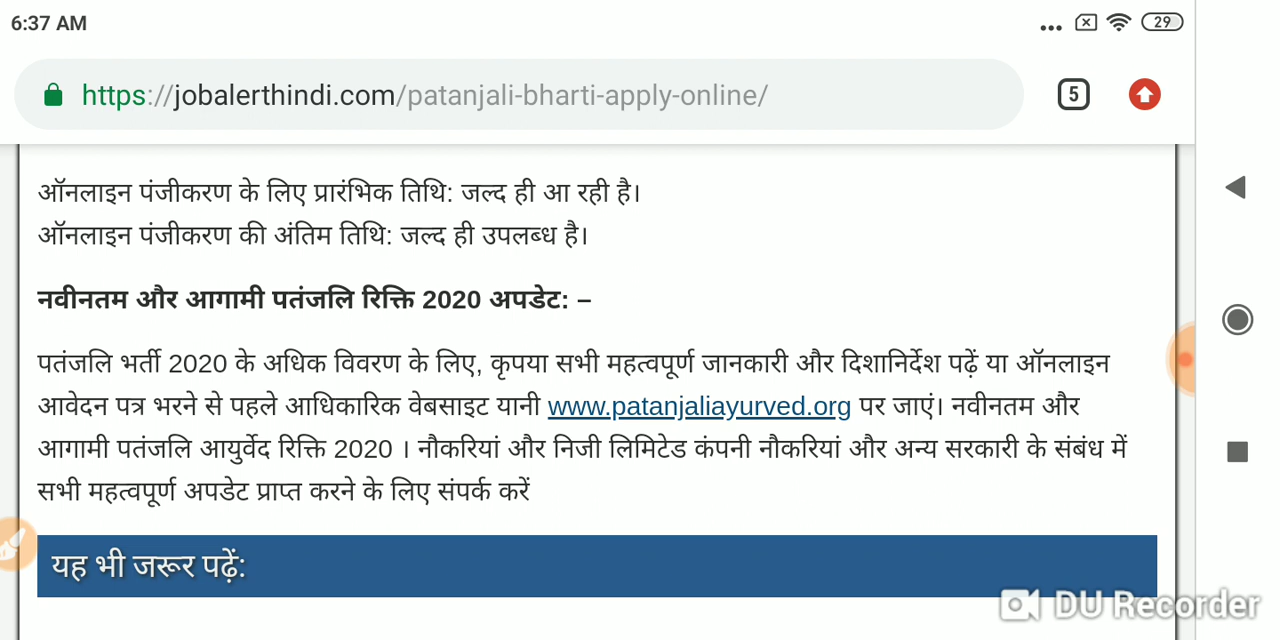 6:37 AM
29
https://jobalerthindi.com/patanjali-bharti-apply-online/
5
ऑनलाइन पंजीकरण के लिए प्रारंभिक तिथि: जल्द ही आ रही है।
ऑनलाइन पंजीकरण की अंतिम तिथि: जल्द ही उपलब्ध है।
नवीनतम और आगामी पतंजलि रिक्ति 2020 अपडेट: –
पतंजलि भर्ती 2020 के अधिक विवरण के लिए, कृपया सभी महत्वपूर्ण जानकारी और दिशानिर्देश पढ़ें या ऑनलाइन
आवेदन पत्र भरने से पहले आधिकारिक वेबसाइट यानी www.patanjaliayurved.org पर जाएं। नवीनतम और
आगामी पतंजलि आयुर्वेद रिक्ति 2020 । नौकरियां और निजी लिमिटेड कंपनी नौकरियां और अन्य सरकारी के संबंध में
सभी महत्वपूर्ण अपडेट प्राप्त करने के लिए संपर्क करें
यह भी जरूर पढ़ें:
DU Recorder